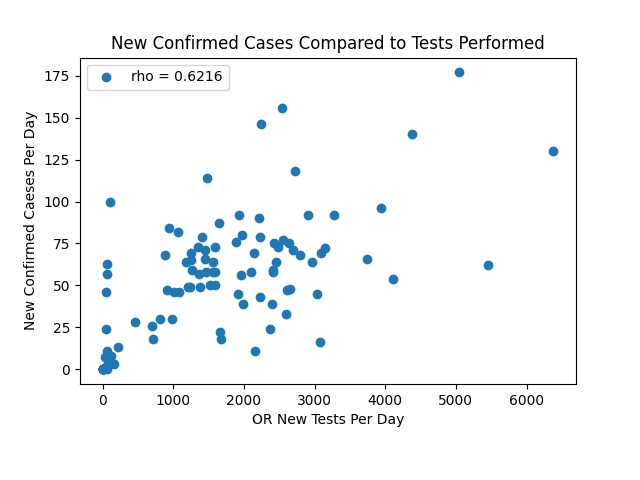 New Confirmed Cases Compared to Tests Performed
rho = 0.6216
175
150
125
100
75
50
25
0
New Confirmed Caeses Per Day
0 1000 2000 3000 4000 5000 6000
OR New Tests Per Day